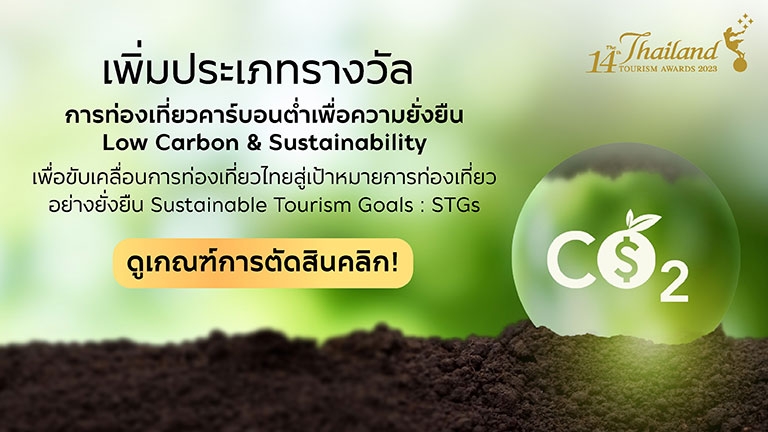 เพิ่มประเภทรางวัล
การท่องเที่ยวคาร์บอนต่ำเพื่อความยั่งยืน
Low Carbon & Sustainability
เพื่อขับเคลื่อนการท่องเที่ยวไทยสู่เป้าหมายการท่องเที่ยว
อย่างยั่งยืน Sustainable Tourism Goals : STGs
ดูเกณฑ์การตัดสินคลิก!
The 14th Thailand
TOURISM AWARDS 2023
C$2